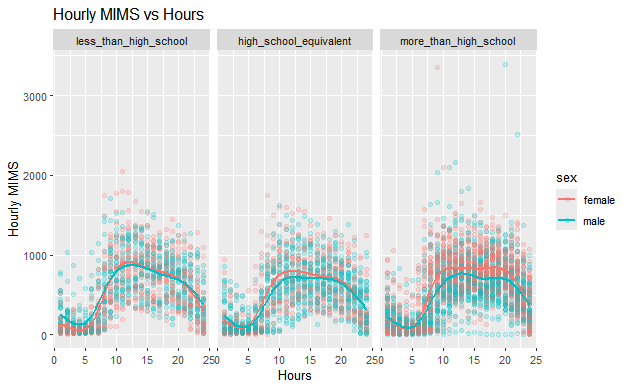 Hourly MIMS vs Hours
less_than_high_school high_school_equivalent more_than_high_school
3000
2000
1000
0
Hourly MIMS
0 5 10 15 20 25 0 5 10 15 20 25 0 5 10 15 20 25
Hours
sex
female
male